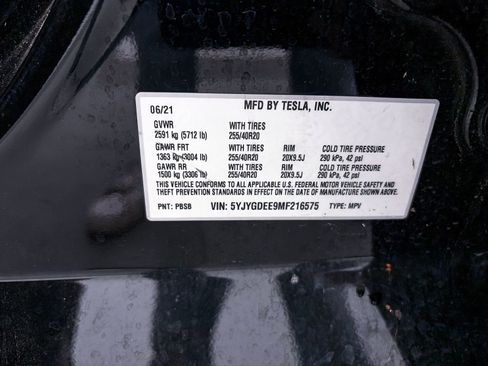 06/21 MFD BY TESLA, INC.
GVWR WITH TIRES
2591 kg (5712 lb) 255/40R20
GAWR FRT WITH TIRES RIM COLD TIRE PRESSURE
1363 kg (3004 lb) 255/40R20 20X9.5J 290 kPa, 42 psi
GAWR RR WITH TIRES RIM COLD TIRE PRESSURE
1500 kg (3306 lb) 255/40R20 20X9.5J 290 kPa, 42 psi
THIS VEHICLE CONFORMS TO ALL APPLICABLE U.S. FEDERAL MOTOR VEHICLE SAFETY AND
THEFT PREVENTION STANDARDS IN EFFECT ON THE DATE OF MANUFACTURE SHOWN ABOVE.
PNT: PBSB VIN: 5YJYGDEE9MF216575 TYPE: MPV